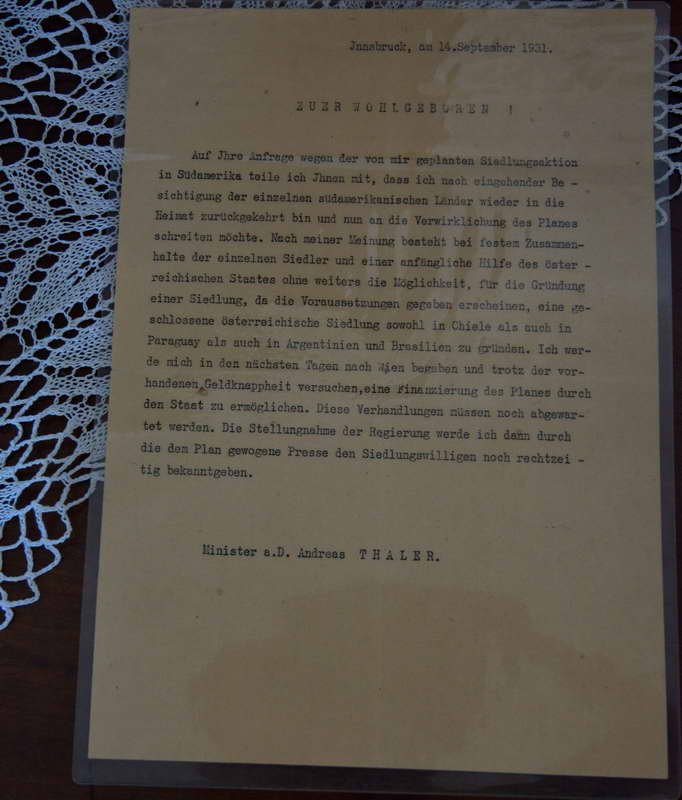 Jnnsbruck, am 14.September 1931.
EUER WOHLGEBOREN !
Auf Jhre Anfrage wegen der von mir geplanten Siedlungsaktion
in Südamerika teile ich Jhnen mit, dass ich nach eingehender Be -
sichtigung der einzelnen südamerikanischen Länder wieder in die
Heimat zurückgekehrt bin und nun an die Verwirklichung des Planes
schreiten möchte. Nach meiner Meinung besteht bei festem Zusammen-
halte der einzelnen Siedler und einer anfängliche Hilfe des öster -
reichischen Staates ohne weiters die Möglichkeit, für die Gründung
einer Siedlung, da die Voraussetzungen gegeben erscheinen, eine ge-
schlossene österreichische Siedlung sowohl in Chiele als auch in
Paraguay als auch in Argentinien und Brasilien zu gründen. Ich wer-
de mich in den nächsten Tagen nach Wien begeben und trotz der vor-
handenen Geldknappheit versuchen,eine Finanzierung des Planes durch
den Staat zu ermöglichen. Diese Verhandlungen müssen noch abgewar-
tet werden. Die Stellungnahme der Regierung werde ich dann durch
die dem Plan gewogene Presse den Siedlungswilligen noch rechtzei -
tig bekanntgeben.
Minister a.D. Andreas T H A L E R.